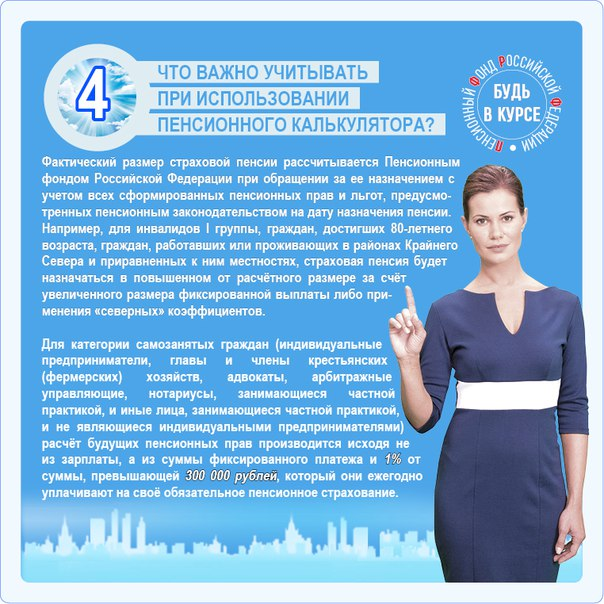 4
ЧТО ВАЖНО УЧИТЫВАТЬ
ПРИ ИСПОЛЬЗОВАНИИ
ПЕНСИОННОГО КАЛЬКУЛЯТОРА?
ПЕНСИОННЫЙ ФОНД РОССИЙСКОЙ ФЕДЕРАЦИИ
БУДЬ
В КУРСЕ
Фактический размер страховой пенсии рассчитывается Пенсионным
фондом Российской Федерации при обращении за ее назначением с
учетом всех сформированных пенсионных прав и льгот, предусмо-
тренных пенсионным законодательством на дату назначения пенсии.
Например, для инвалидов I группы, граждан, достигших 80-летнего
возраста, граждан, работавших или проживающих в районах Крайнего
Севера и приравненных к ним местностях, страховая пенсия будет
назначаться в повышенном от расчётного размере за счёт
увеличенного размера фиксированной выплаты либо при-
менения «северных» коэффициентов.
Для категории самозанятых граждан (индивидуальные
предприниматели, главы и члены крестьянских
(фермерских) хозяйств, адвокаты, арбитражные
управляющие, нотариусы, занимающиеся частной
практикой, и иные лица, занимающиеся частной практикой,
и не являющиеся индивидуальными предпринимателями)
расчёт будущих пенсионных прав производится исходя не
из зарплаты, а из суммы фиксированного платежа и 1% от
суммы, превышающей 300 000 рублей, который они ежегодно
уплачивают на своё обязательное пенсионное страхование.